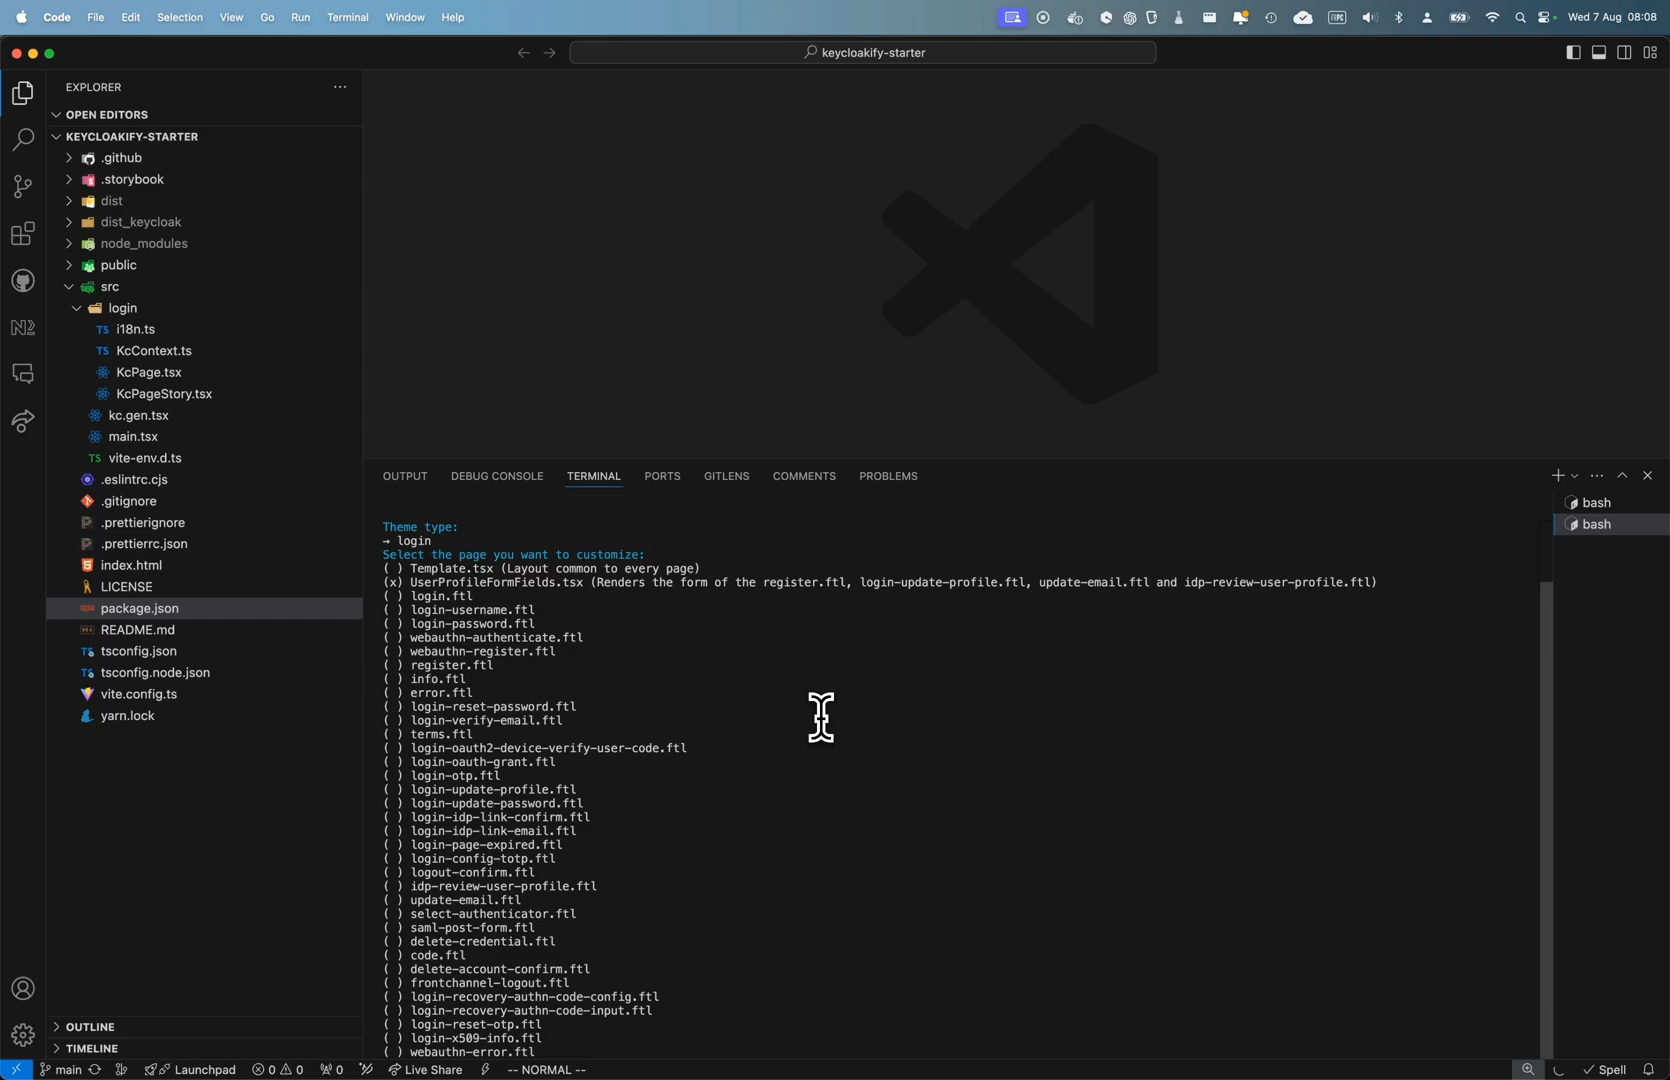 Code File Edit Selection View Go Run Terminal Window Help
Wed 7 Aug 08:08
keycloakify-starter
EXPLORER
OPEN EDITORS
KEYCLOAKIFY-STARTER
.github
.storybook
dist
dist_keycloak
node_modules
public
src
login
TS i18n.ts
TS KcContext.ts
KcPage.tsx
KcPageStory.tsx
kc.gen.tsx
main.tsx
TS vite-env.d.ts
.eslintrc.cjs
.gitignore
.prettierignore
.prettierrc.json
index.html
LICENSE
package.json
README.md
TS tsconfig.json
TS tsconfig.node.json
vite.config.ts
yarn.lock
OUTLINE
TIMELINE
OUTPUT DEBUG CONSOLE TERMINAL PORTS GITLENS COMMENTS PROBLEMS
bash
bash
Theme type:
→ login
Select the page you want to customize:
( ) Template.tsx (Layout common to every page)
(x) UserProfileFormFields.tsx (Renders the form of the register.ftl, login-update-profile.ftl, update-email.ftl and idp-review-user-profile.ftl)
( ) login.ftl
( ) login-username.ftl
( ) login-password.ftl
( ) webauthn-authenticate.ftl
( ) webauthn-register.ftl
( ) register.ftl
( ) info.ftl
( ) error.ftl
( ) login-reset-password.ftl
( ) login-verify-email.ftl
( ) terms.ftl
( ) login-oauth2-device-verify-user-code.ftl
( ) login-oauth-grant.ftl
( ) login-otp.ftl
( ) login-update-profile.ftl
( ) login-update-password.ftl
( ) login-idp-link-confirm.ftl
( ) login-idp-link-email.ftl
( ) login-page-expired.ftl
( ) login-config-totp.ftl
( ) logout-confirm.ftl
( ) idp-review-user-profile.ftl
( ) update-email.ftl
( ) select-authenticator.ftl
( ) saml-post-form.ftl
( ) delete-credential.ftl
( ) code.ftl
( ) delete-account-confirm.ftl
( ) frontchannel-logout.ftl
( ) login-recovery-authn-code-config.ftl
( ) login-recovery-authn-code-input.ftl
( ) login-reset-otp.ftl
( ) login-x509-info.ftl
( ) webauthn-error.ftl
main Launchpad 0 0 0 Live Share -- NORMAL -- Spell